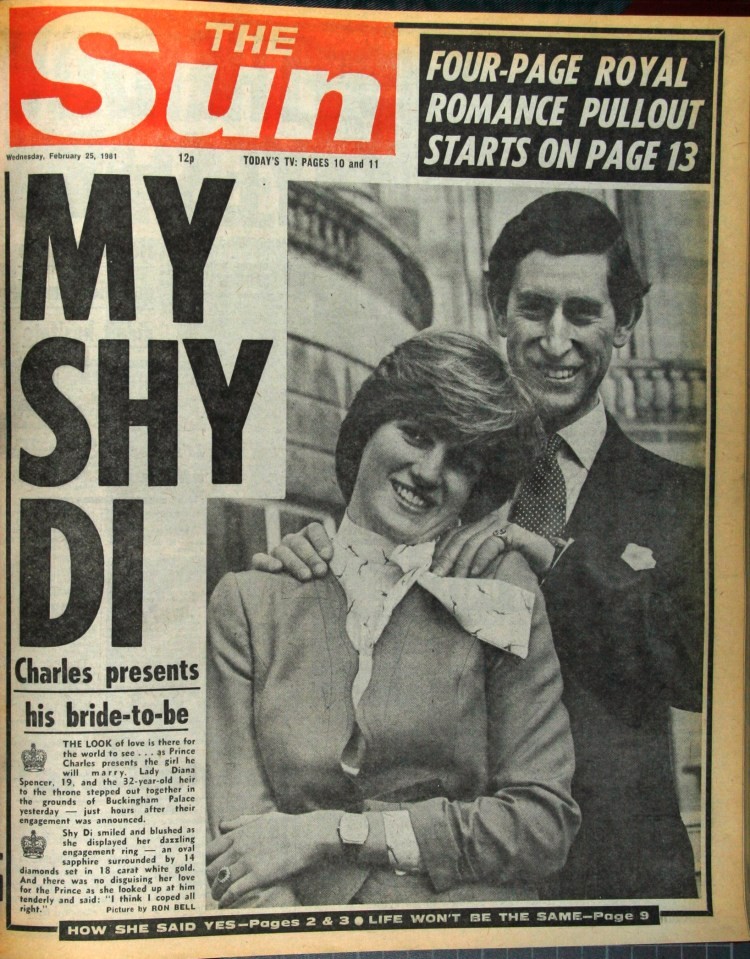 THE
Sun
FOUR-PAGE ROYAL
ROMANCE PULLOUT
STARTS ON PAGE 13
Wednesday, February 25, 1981 12p TODAY'S TV: PAGES 10 and 11
MY
SHY
DI
Charles presents
his bride-to-be
THE LOOK of love is there for
the world to see . . . as Prince
Charles presents the girl he
will marry, Lady Diana
Spencer, 19, and the 32-year-old heir
to the throne stepped out together in
the grounds of Buckingham Palace
yesterday — just hours after their
engagement was announced.
Shy Di smiled and blushed as
she displayed her dazzling
engagement ring — an oval
sapphire surrounded by 14
diamonds set in 18 carat white gold.
And there was no disguising her love
for the Prince as she looked up at him
tenderly and said: "I think I coped all
right." Picture by RON BELL
HOW SHE SAID YES—Pages 2 & 3 ● LIFE WON'T BE THE SAME—Page 9